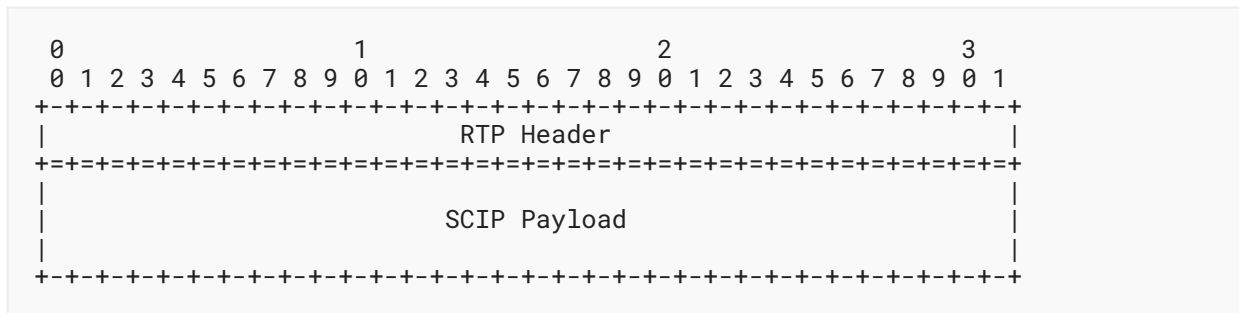 0                   1                   2                   3
 0 1 2 3 4 5 6 7 8 9 0 1 2 3 4 5 6 7 8 9 0 1 2 3 4 5 6 7 8 9 0 1
+-+-+-+-+-+-+-+-+-+-+-+-+-+-+-+-+-+-+-+-+-+-+-+-+-+-+-+-+-+-+-+-+
|                           RTP Header                          |
+=+=+=+=+=+=+=+=+=+=+=+=+=+=+=+=+=+=+=+=+=+=+=+=+=+=+=+=+=+=+=+=+
|                                                               |
|                          SCIP Payload                         |
|                                                               |
+-+-+-+-+-+-+-+-+-+-+-+-+-+-+-+-+-+-+-+-+-+-+-+-+-+-+-+-+-+-+-+-+